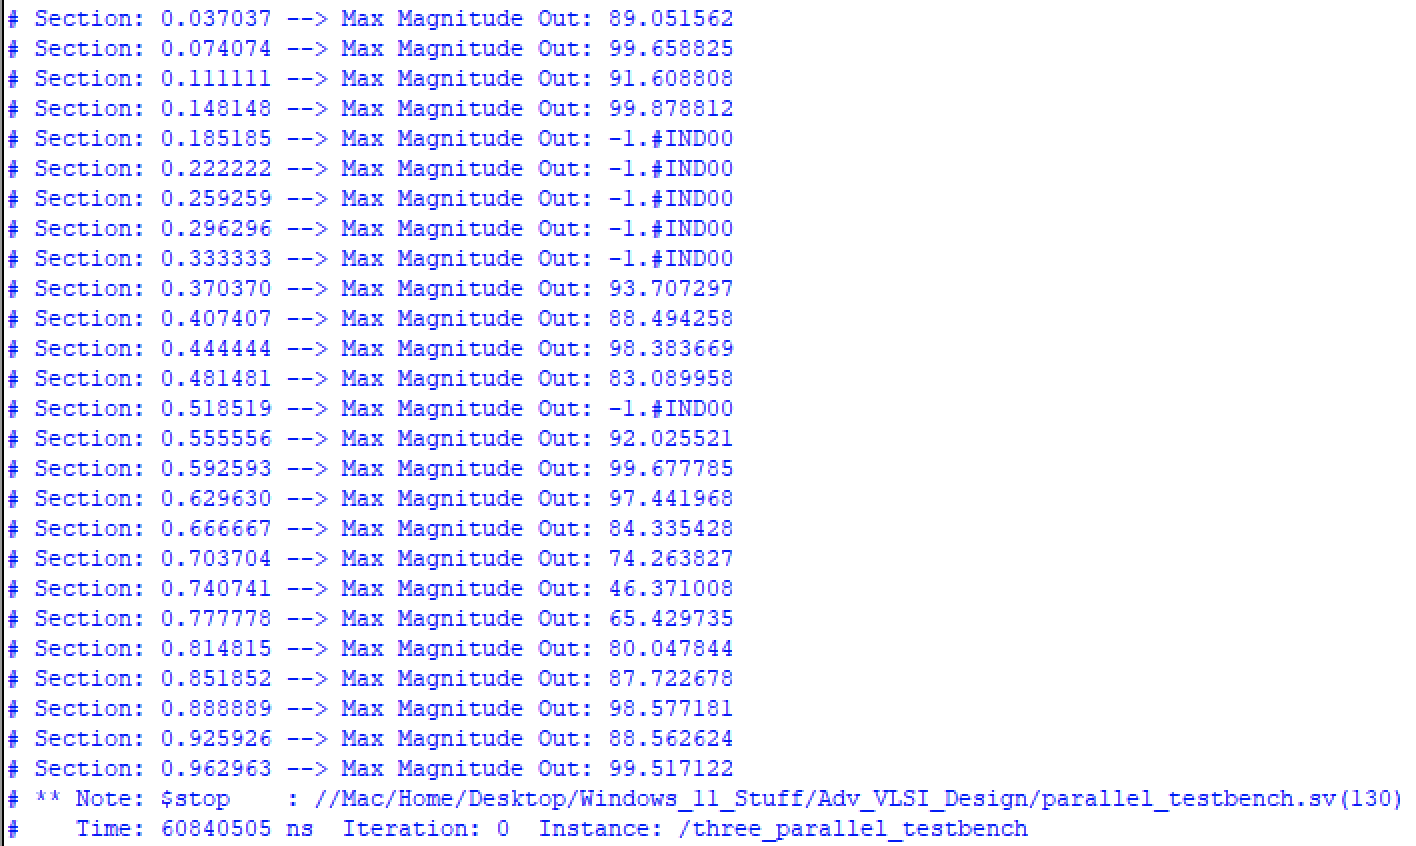 # Section: 0.037037 --> Max Magnitude Out: 89.051562
# Section: 0.074074 --> Max Magnitude Out: 99.658825
# Section: 0.111111 --> Max Magnitude Out: 91.608808
# Section: 0.148148 --> Max Magnitude Out: 99.878812
# Section: 0.185185 --> Max Magnitude Out: -1.#IND00
# Section: 0.222222 --> Max Magnitude Out: -1.#IND00
# Section: 0.259259 --> Max Magnitude Out: -1.#IND00
# Section: 0.296296 --> Max Magnitude Out: -1.#IND00
# Section: 0.333333 --> Max Magnitude Out: -1.#IND00
# Section: 0.370370 --> Max Magnitude Out: 93.707297
# Section: 0.407407 --> Max Magnitude Out: 88.494258
# Section: 0.444444 --> Max Magnitude Out: 98.383669
# Section: 0.481481 --> Max Magnitude Out: 83.089958
# Section: 0.518519 --> Max Magnitude Out: -1.#IND00
# Section: 0.555556 --> Max Magnitude Out: 92.025521
# Section: 0.592593 --> Max Magnitude Out: 99.677785
# Section: 0.629630 --> Max Magnitude Out: 97.441968
# Section: 0.666667 --> Max Magnitude Out: 84.335428
# Section: 0.703704 --> Max Magnitude Out: 74.263827
# Section: 0.740741 --> Max Magnitude Out: 46.371008
# Section: 0.777778 --> Max Magnitude Out: 65.429735
# Section: 0.814815 --> Max Magnitude Out: 80.047844
# Section: 0.851852 --> Max Magnitude Out: 87.722678
# Section: 0.888889 --> Max Magnitude Out: 98.577181
# Section: 0.925926 --> Max Magnitude Out: 88.562624
# Section: 0.962963 --> Max Magnitude Out: 99.517122
# ** Note: $stop    : //Mac/Home/Desktop/Windows_11_Stuff/Adv_VLSI_Design/parallel_testbench.sv(130)
#    Time: 60840505 ns  Iteration: 0  Instance: /three_parallel_testbench